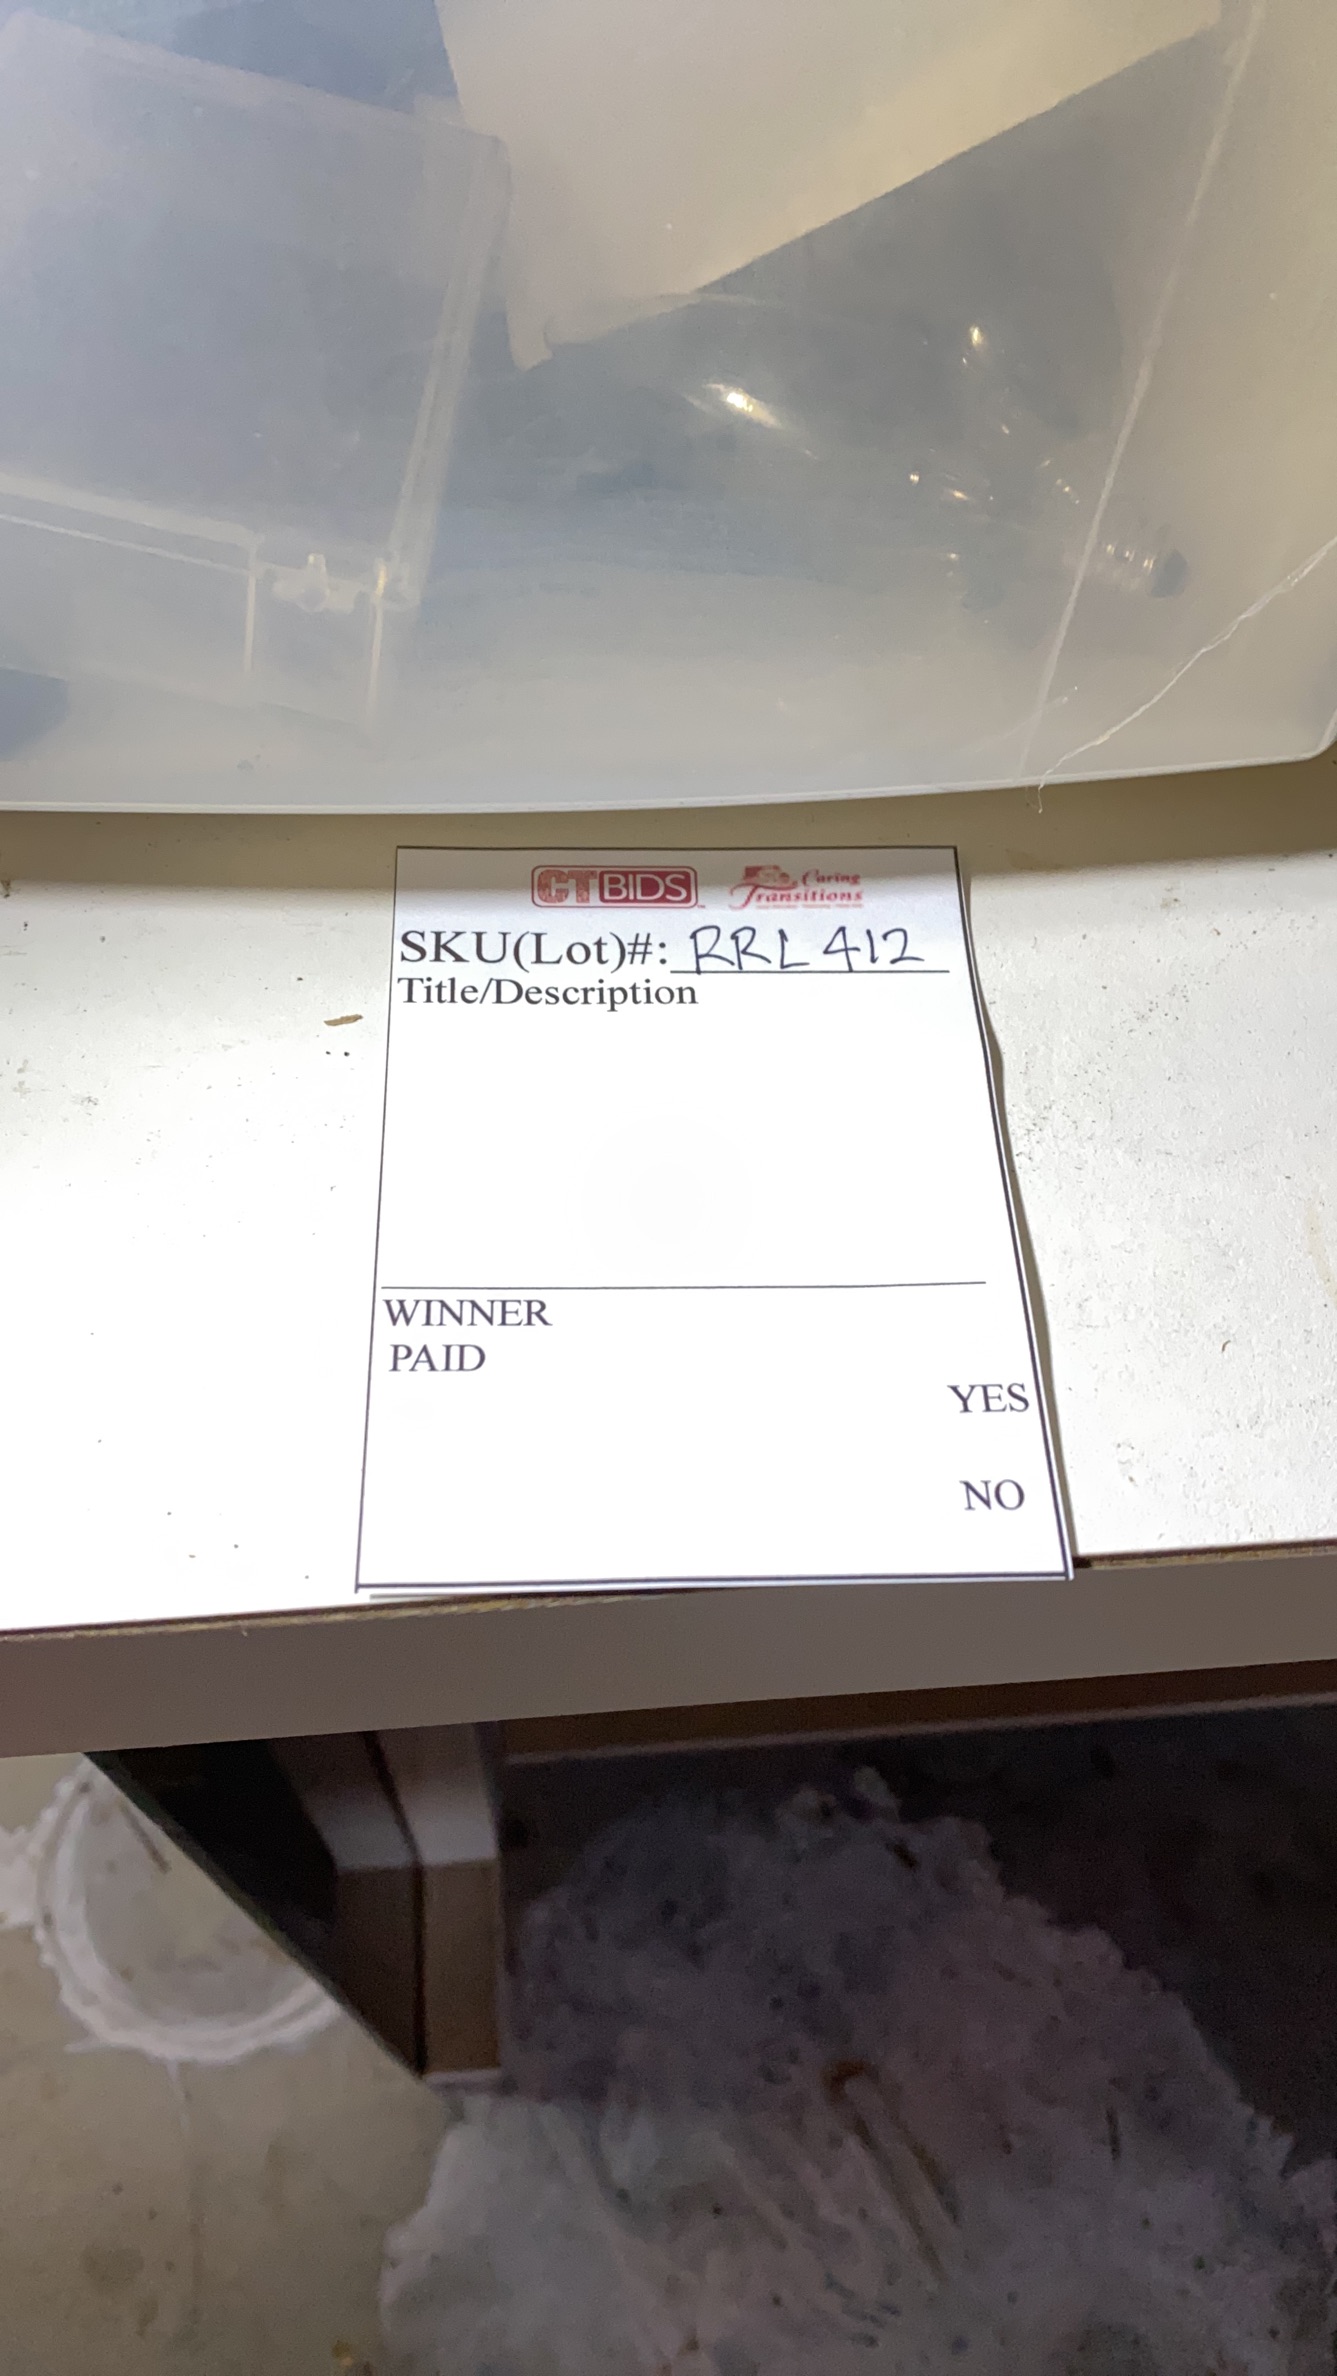 CTBIDS Caring
Transitions
SKU(Lot)#: RRL412
Title/Description
WINNER
PAID
YES
NO